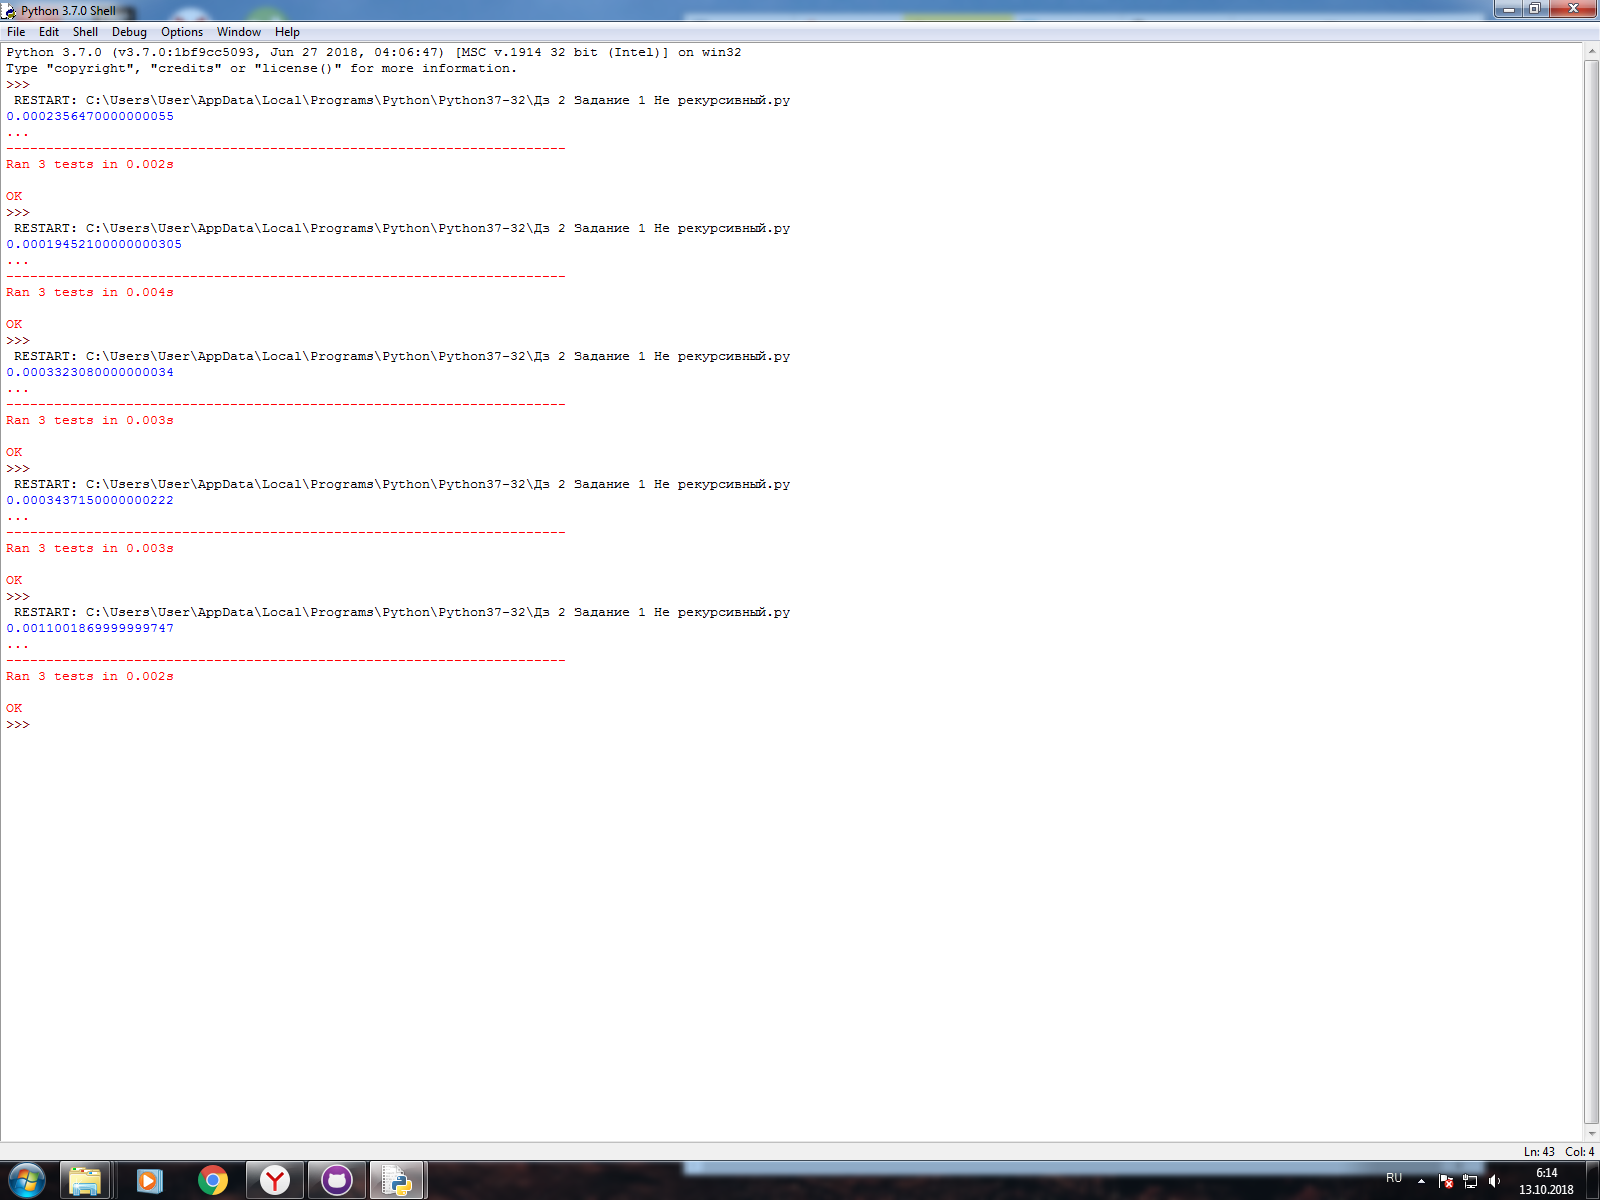 Python 3.7.0 Shell
File Edit Shell Debug Options Window Help
Python 3.7.0 (v3.7.0:1bf9cc5093, Jun 27 2018, 04:06:47) [MSC v.1914 32 bit (Intel)] on win32
Type "copyright", "credits" or "license()" for more information.
>>>
RESTART: C:\Users\User\AppData\Local\Programs\Python\Python37-32\Дз 2 Задание 1 Не рекурсивный.py
0.0002356470000000055
...
----------------------------------------------------------------------
Ran 3 tests in 0.002s
OK
>>>
RESTART: C:\Users\User\AppData\Local\Programs\Python\Python37-32\Дз 2 Задание 1 Не рекурсивный.py
0.00019452100000000305
...
----------------------------------------------------------------------
Ran 3 tests in 0.004s
OK
>>>
RESTART: C:\Users\User\AppData\Local\Programs\Python\Python37-32\Дз 2 Задание 1 Не рекурсивный.py
0.0003323080000000034
...
----------------------------------------------------------------------
Ran 3 tests in 0.003s
OK
>>>
RESTART: C:\Users\User\AppData\Local\Programs\Python\Python37-32\Дз 2 Задание 1 Не рекурсивный.py
0.0003437150000000222
...
----------------------------------------------------------------------
Ran 3 tests in 0.003s
OK
>>>
RESTART: C:\Users\User\AppData\Local\Programs\Python\Python37-32\Дз 2 Задание 1 Не рекурсивный.py
0.0011001869999999747
...
----------------------------------------------------------------------
Ran 3 tests in 0.002s
OK
>>>
Ln: 43 Col: 4
RU
6:14
13.10.2018